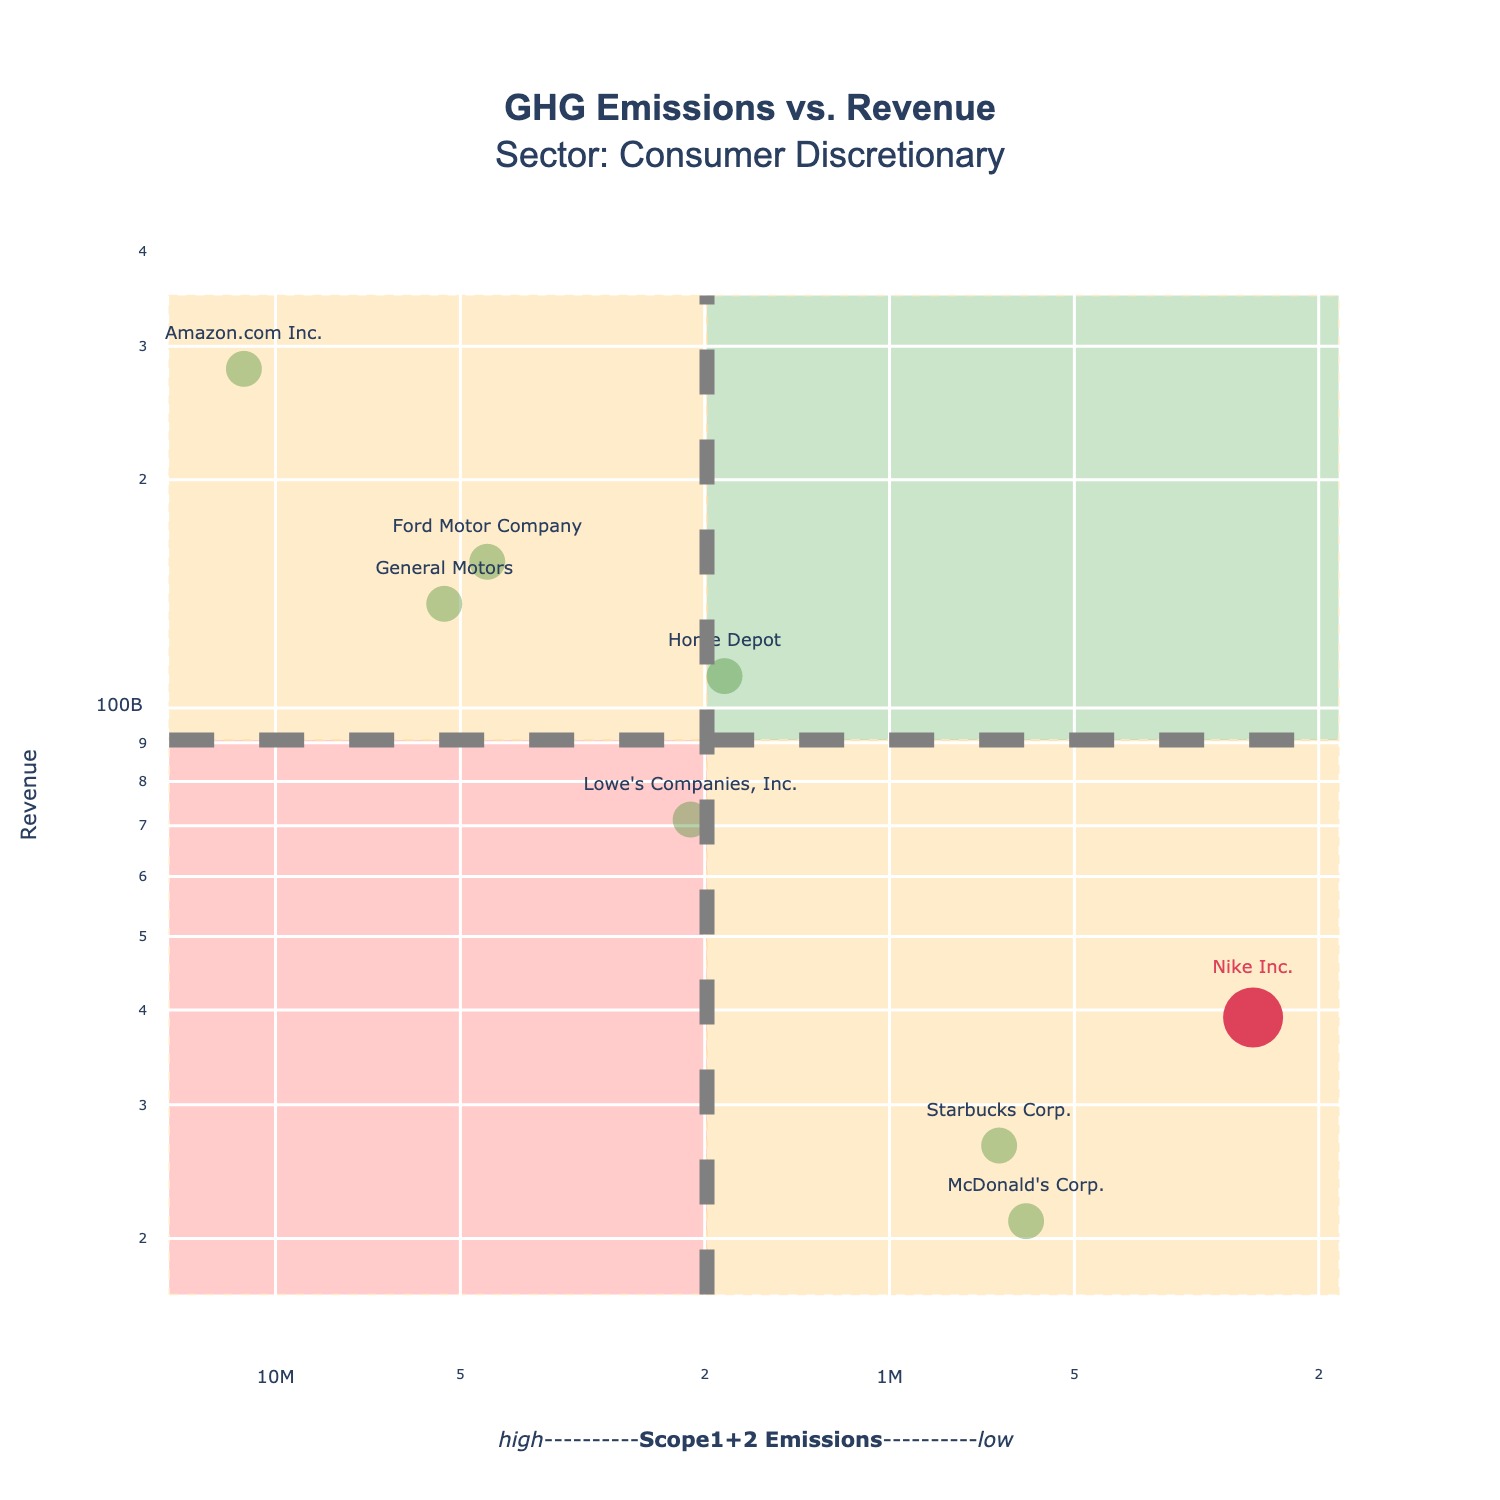 GHG Emissions vs. Revenue
Sector: Consumer Discretionary
4
Amazon.com Inc.
3
2
Ford Motor Company
General Motors
Home Depot
100B
9
Revenue
8
Lowe's Companies, Inc.
7
6
5
Nike Inc.
4
3
Starbucks Corp.
McDonald's Corp.
2
10M 5 2 1M 5 2
high----------Scope1+2 Emissions----------low